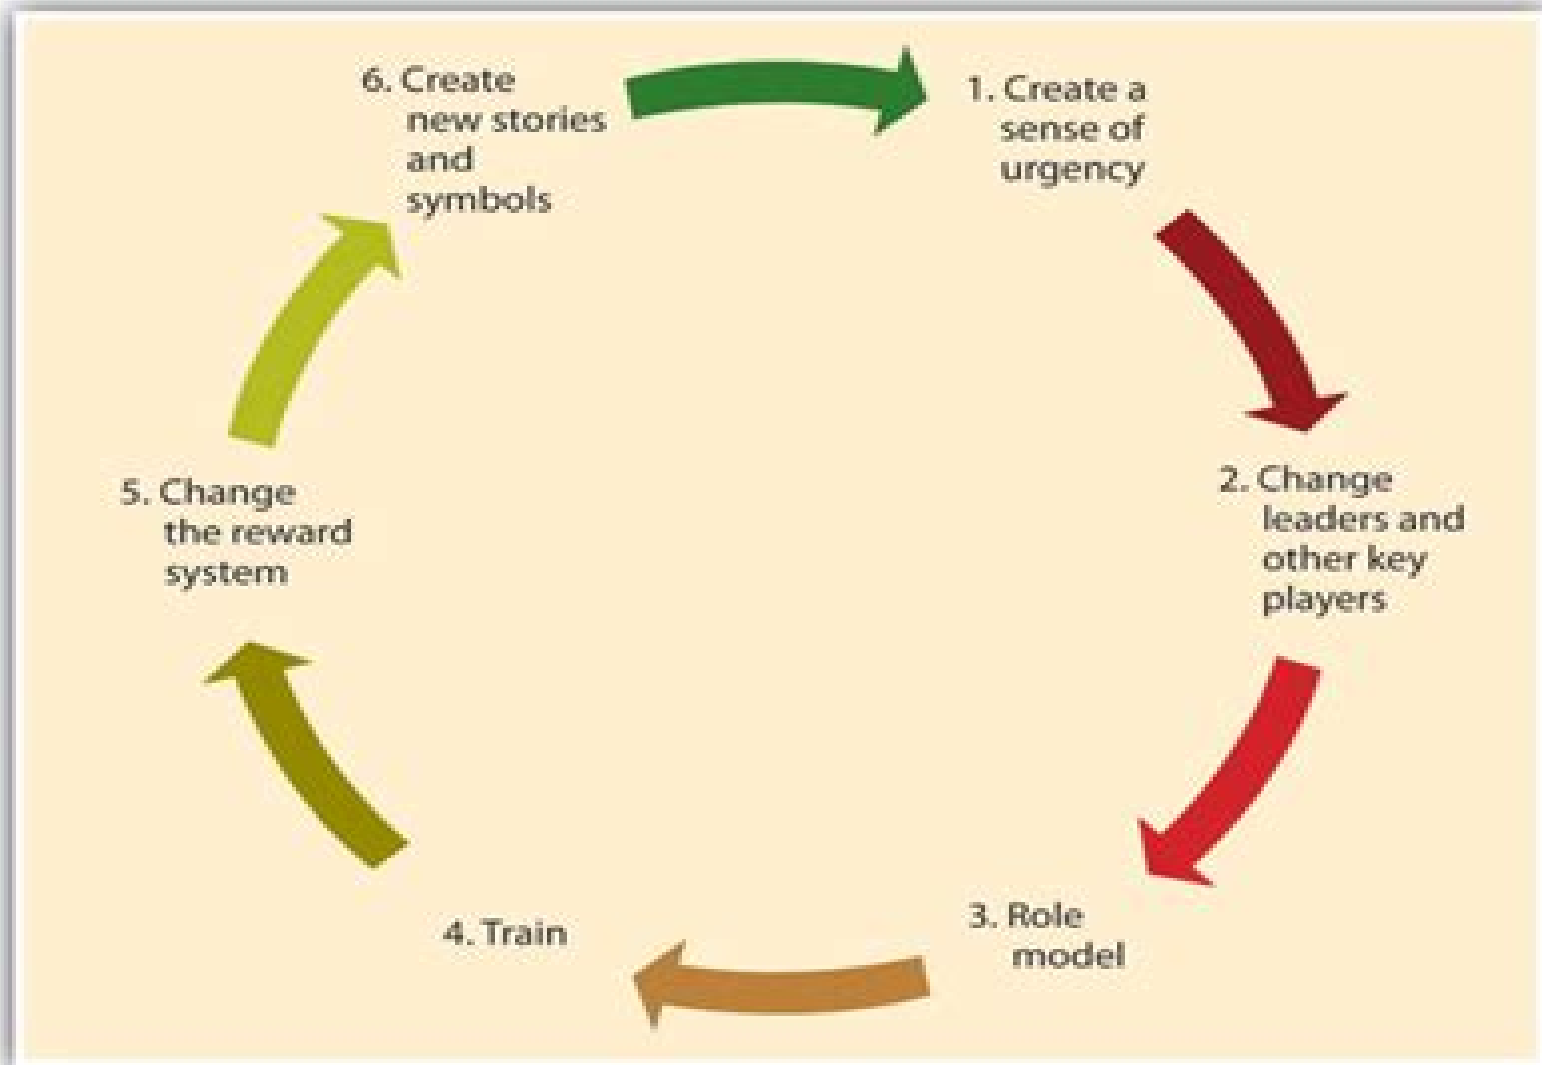 1. Create a
sense of
urgency
2. Change
leaders and
other key
players
3. Role
model
4. Train
5. Change
the reward
system
6. Create
new stories
and
symbols